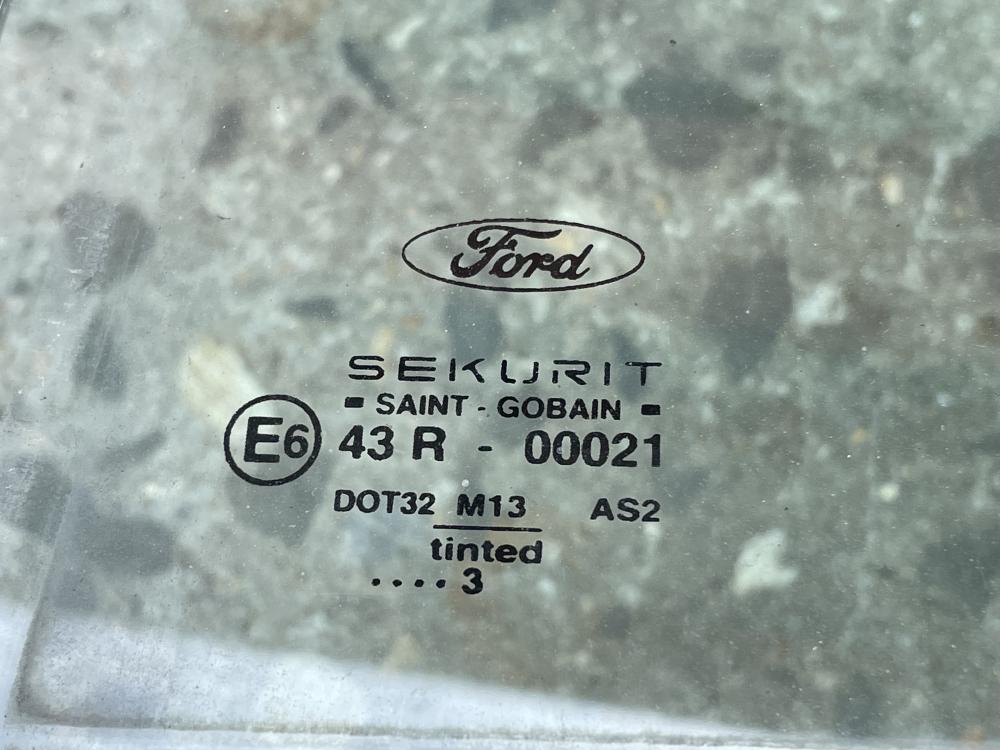 Ford
SEKURIT
- SAINT - GOBAIN -
E6 43 R - 00021
DOT32 M13 AS2
tinted
.... 3